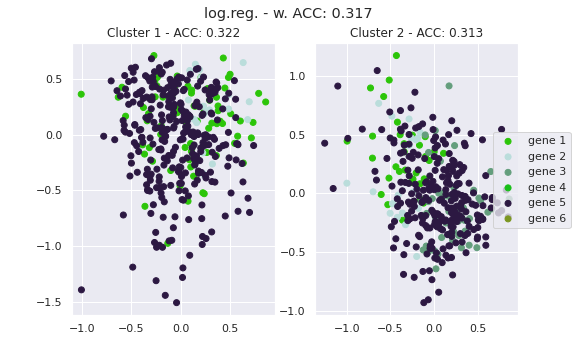 log.reg. - w. ACC: 0.317
Cluster 1 - ACC: 0.322
Cluster 2 - ACC: 0.313
0.5
0.0
−0.5
−1.0
−1.5
−1.0
−0.5
0.0
0.5
1.0
0.5
0.0
−0.5
−1.0
−1.0
−0.5
0.0
0.5
gene 1
gene 2
gene 3
gene 4
gene 5
gene 6